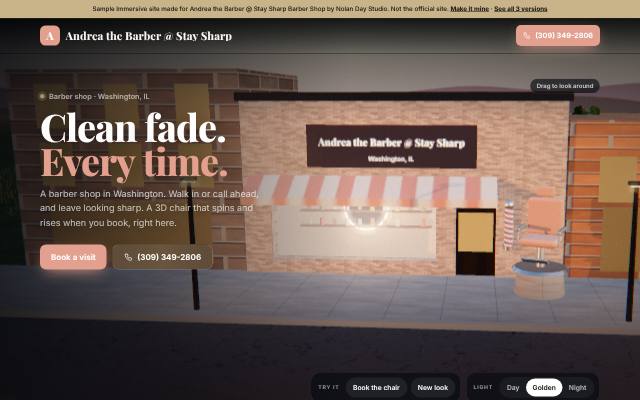 Sample immersive site made for Andrea the Barber @ Stay Sharp Barber Shop by Nolan Day Studio. Not the official site. Make it mine · See all 3 versions
A Andrea the Barber @ Stay Sharp
(309) 349-2806
Drag to look around
Barber shop · Washington, IL
Clean fade.
Every time.
A barber shop in Washington. Walk in or call ahead,
and leave looking sharp. A 3D chair that spins and
rises when you book, right here.
Book a visit
(309) 349-2806
Andrea the Barber @ Stay Sharp
Washington, IL
TRY IT Book the chair New look
LIGHT Day Golden Night